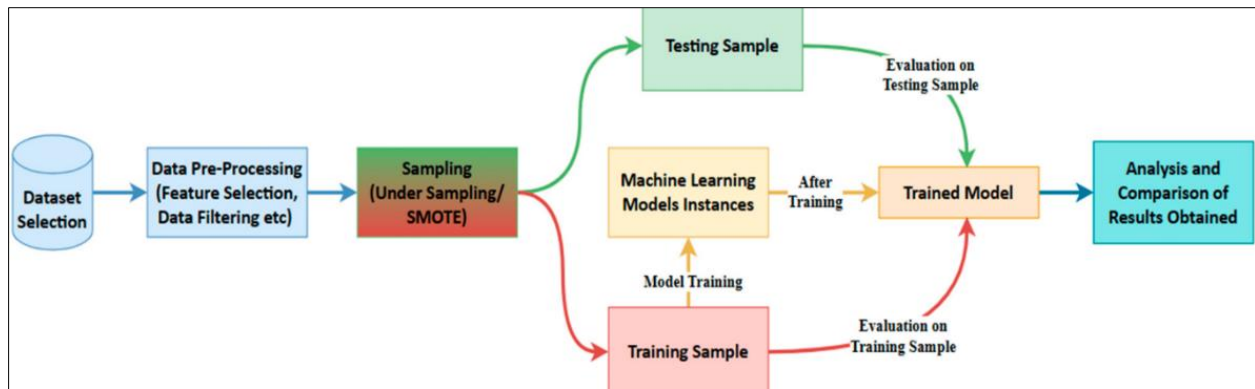 Dataset
Selection
Data Pre-Processing
(Feature Selection,
Data Filtering etc)
Sampling
(Under Sampling/
SMOTE)
Testing Sample
Evaluation on
Testing Sample
Machine Learning
Models Instances
After
Training
Trained Model
Analysis and
Comparison of
Results Obtained
Model Training
Training Sample
Evaluation on
Training Sample